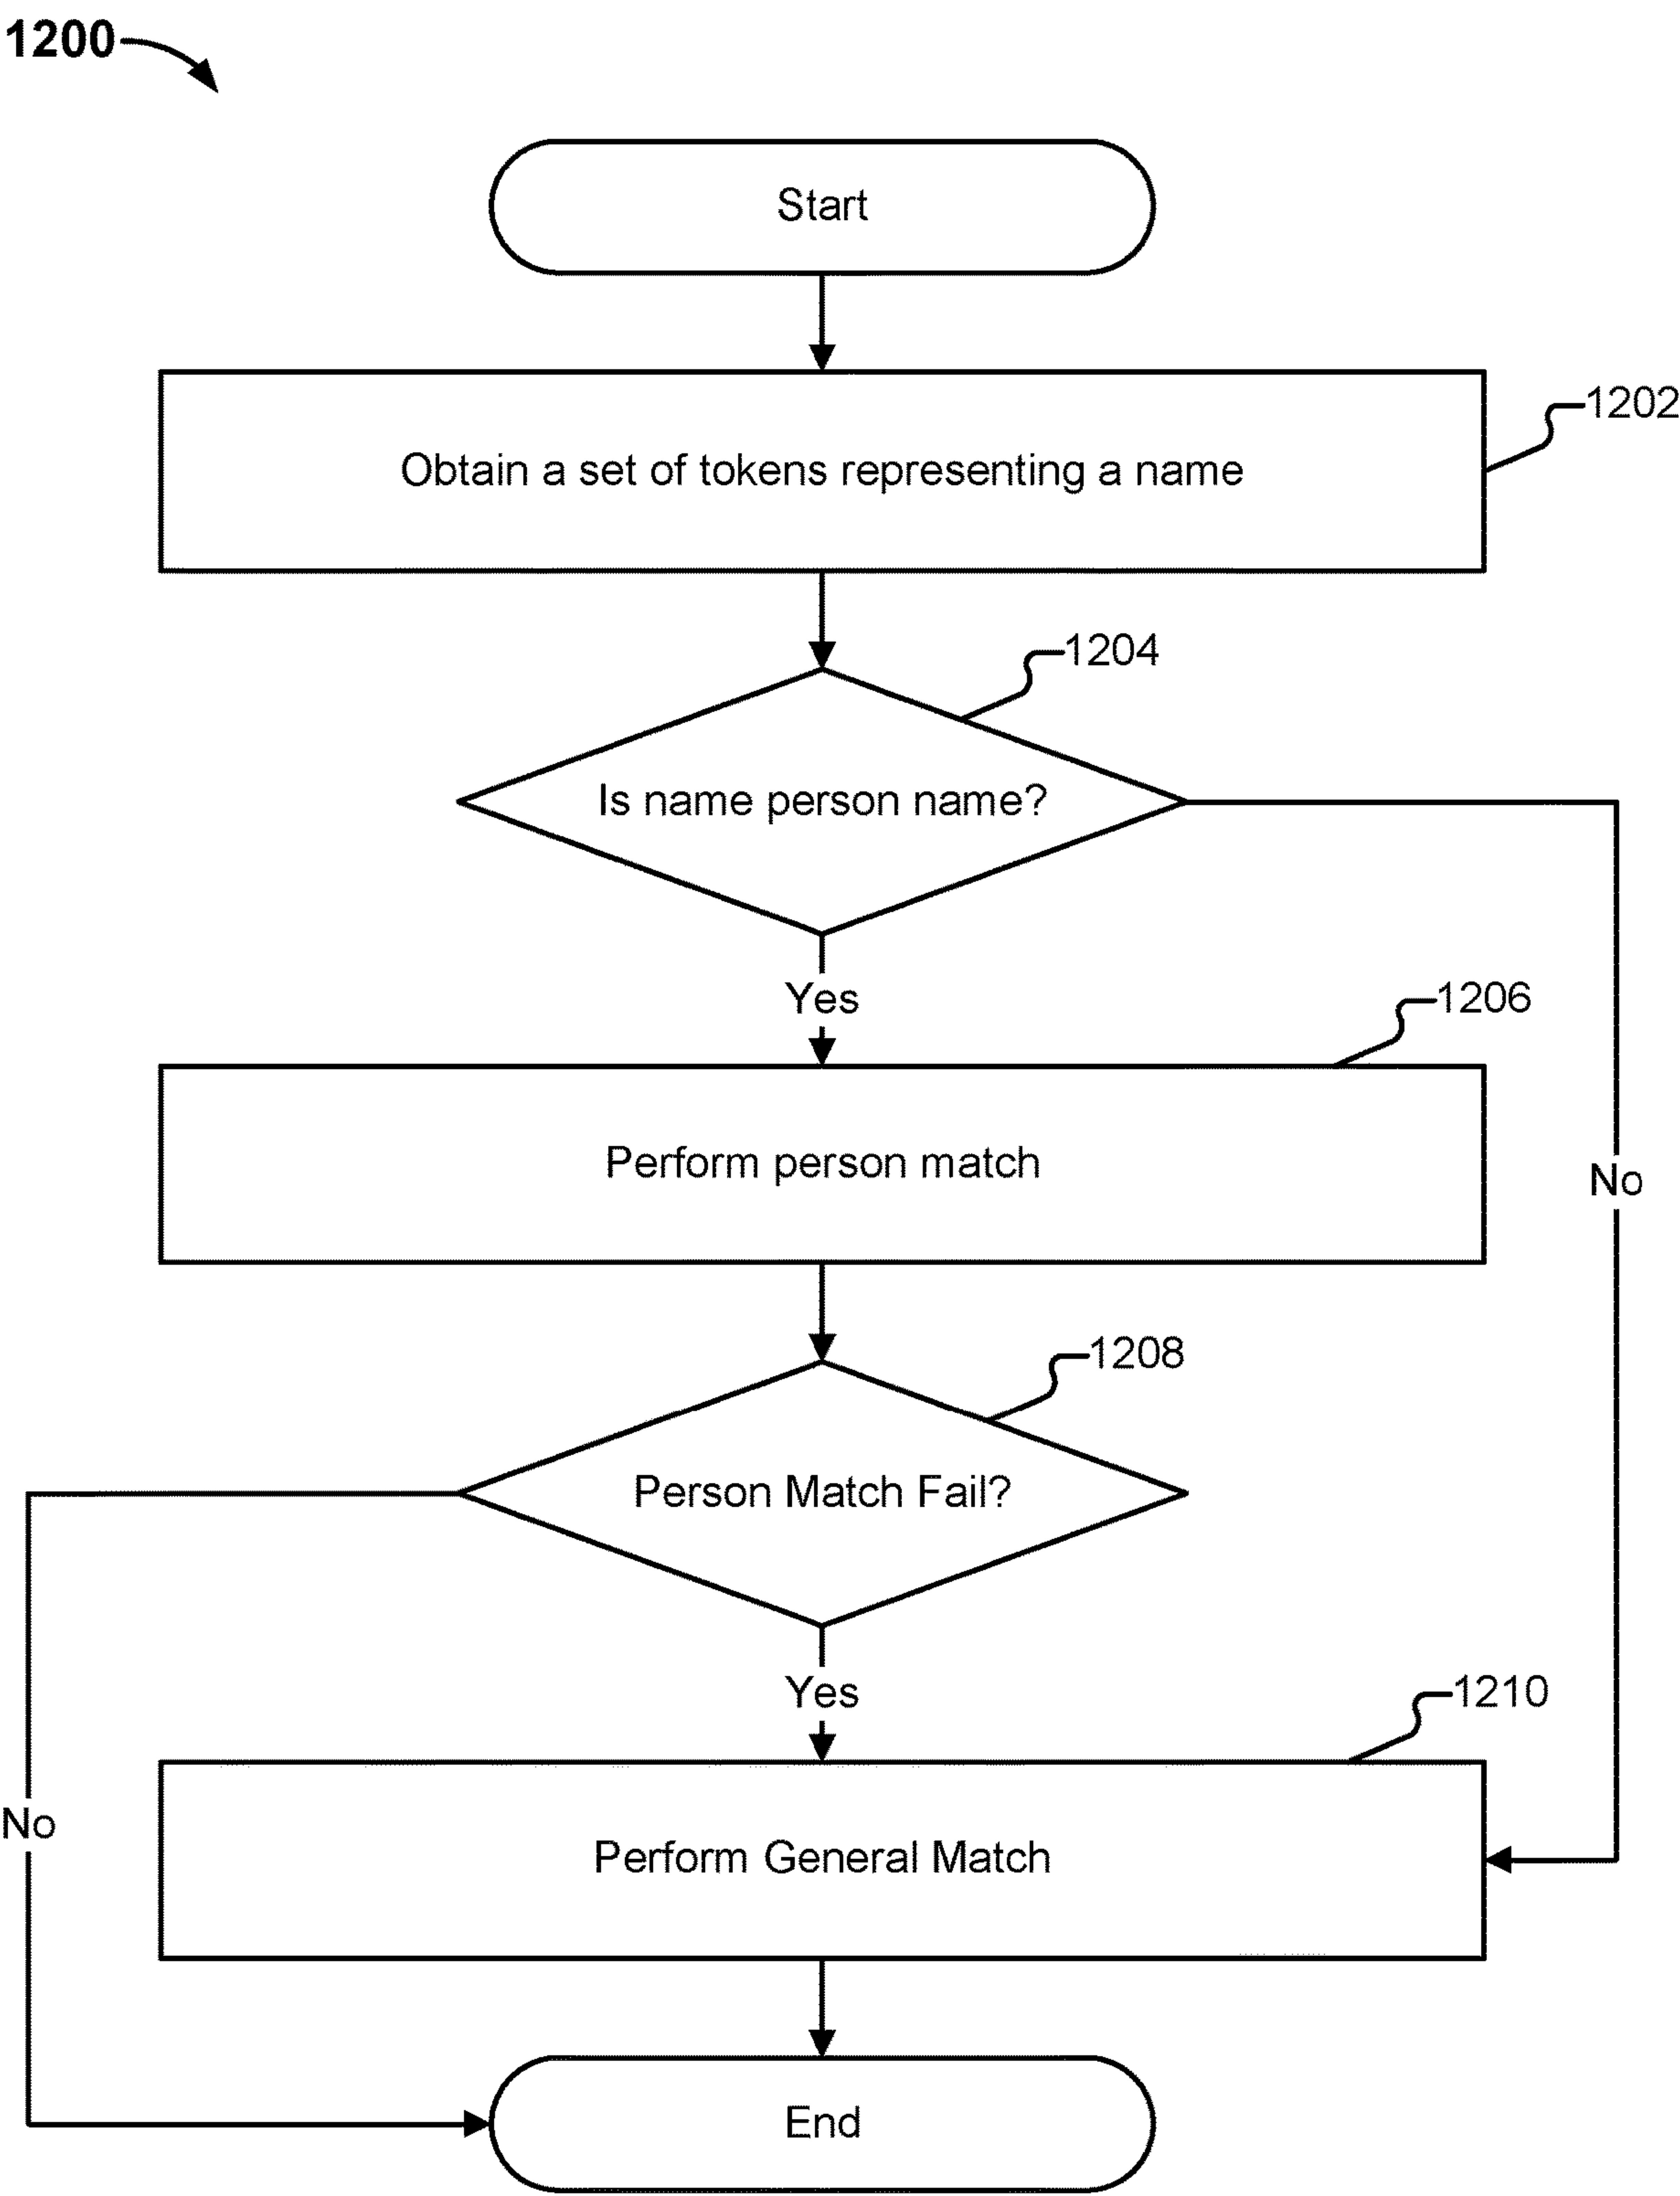 1200
Start
1202
Obtain a set of tokens representing a name
1204
Is name person name?
Yes
1206
Perform person match
No
1208
Person Match Fail?
Yes
1210
No
Perform General Match
End